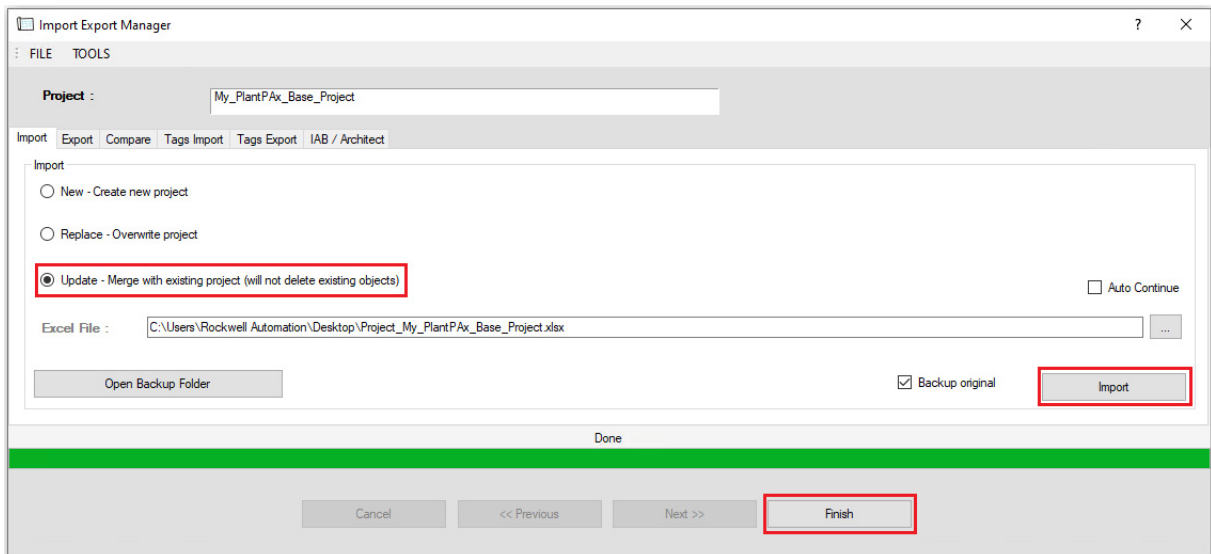 Import Export Manager
? X
FILE TOOLS
Project :
My_PlantPAx_Base_Project
Import Export Compare Tags Import Tags Export IAB / Architect
Import
New - Create new project
Replace - Overwrite project
Update - Merge with existing project (will not delete existing objects)
Auto Continue
Excel File :
C:\Users\Rockwell Automation\Desktop\Project_My_PlantPAx_Base_Project.xlsx
...
Open Backup Folder
Backup original
Import
Done
Cancel
<< Previous
Next >>
Finish